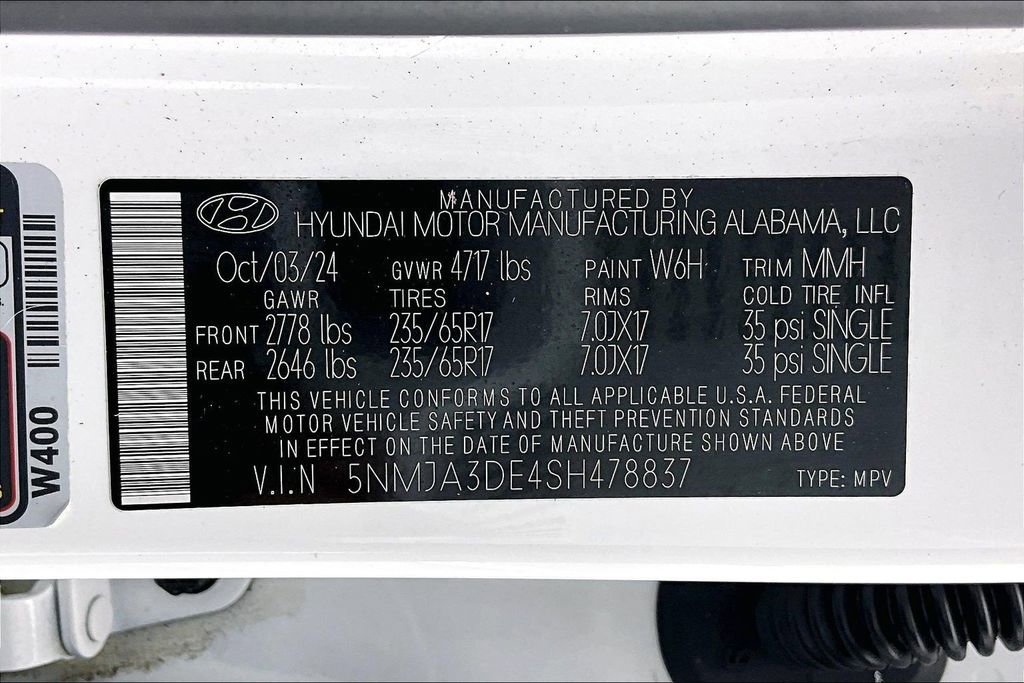 MANUFACTURED BY
HYUNDAI MOTOR MANUFACTURING ALABAMA, LLC
Oct/03/24 GVWR 4717 lbs PAINT W6H TRIM MMH
GAWR TIRES RIMS COLD TIRE INFL
FRONT 2778 lbs 235/65R17 7.0JX17 35 psi SINGLE
REAR 2646 lbs 235/65R17 7.0JX17 35 psi SINGLE
THIS VEHICLE CONFORMS TO ALL APPLICABLE U.S.A. FEDERAL
MOTOR VEHICLE SAFETY AND THEFT PREVENTION STANDARDS
IN EFFECT ON THE DATE OF MANUFACTURE SHOWN ABOVE
V.I.N 5NMJA3DE4SH478837 TYPE: MPV
W400